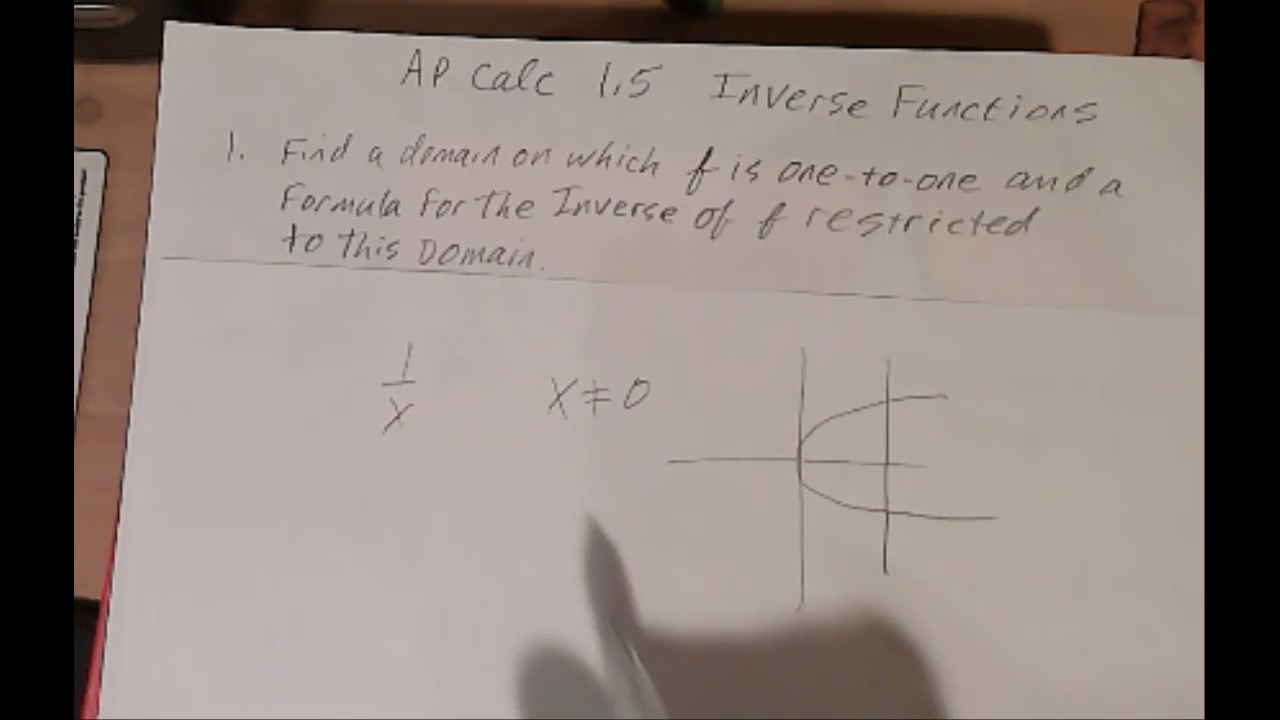 AP Calc 1.5 Inverse Functions
1. Find a domain on which f is one-to-one and a
Formula for the Inverse of f restricted
to this Domain.
1/x x≠0